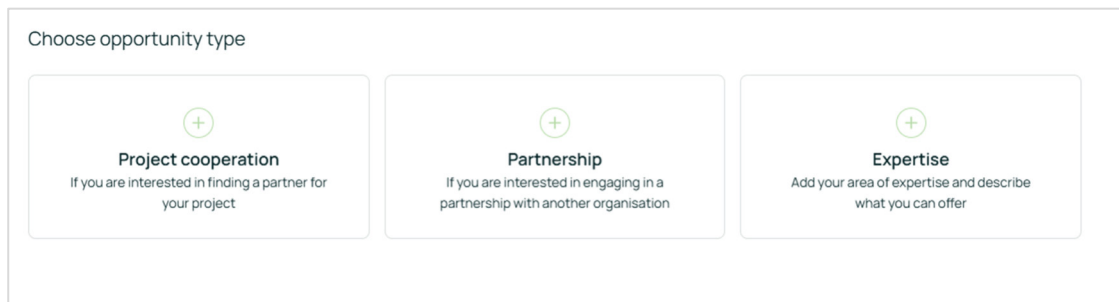 Choose opportunity type
Project cooperation
If you are interested in finding a partner for
your project
Partnership
If you are interested in engaging in a
partnership with another organisation
Expertise
Add your area of expertise and describe
what you can offer